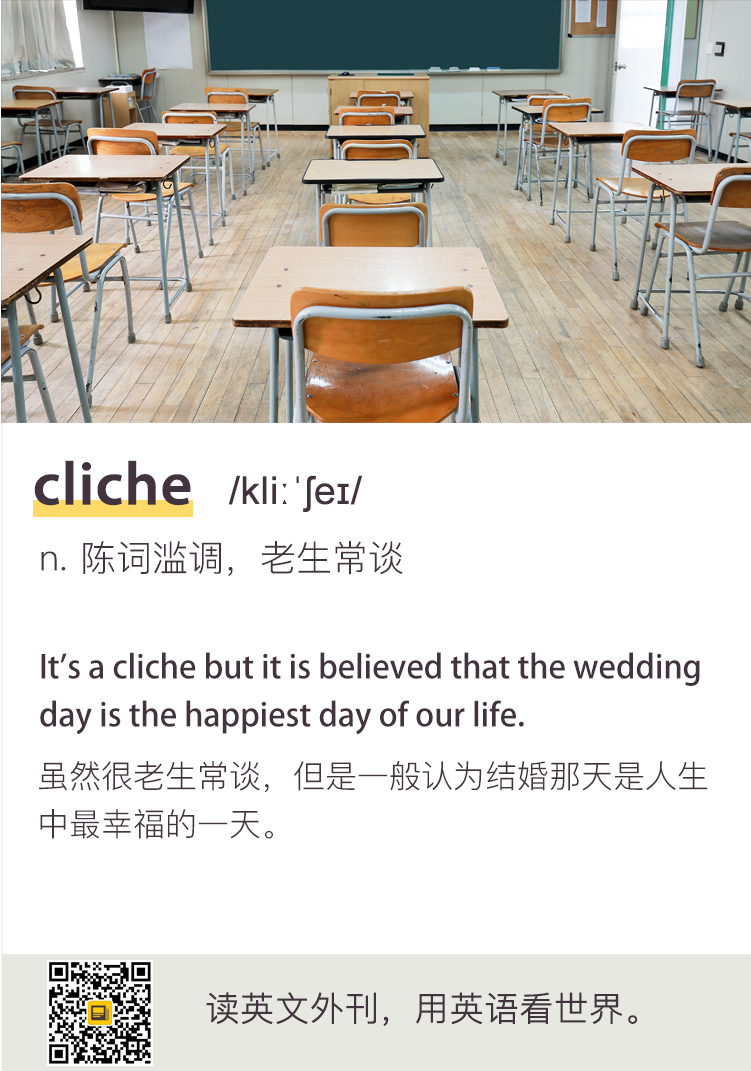 cliche /kliːˈʃeɪ/
n. 陈词滥调，老生常谈
It’s a cliche but it is believed that the wedding
day is the happiest day of our life.
虽然很老生常谈，但是一般认为结婚那天是人生
中最幸福的一天。
读英文外刊，用英语看世界。